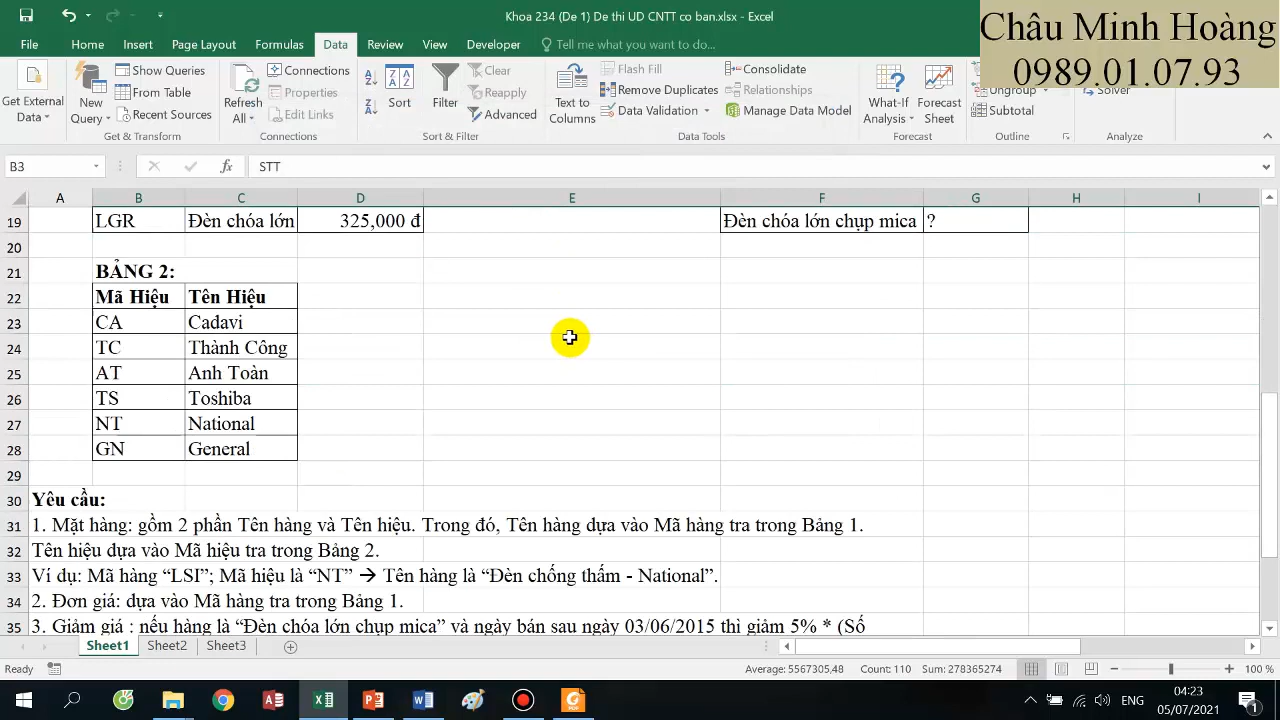 Khoa 234 (De 1) De thi UD CNTT co ban.xlsx - Excel
Châu Minh Hoàng
0989.01.07.93
File Home Insert Page Layout Formulas Data Review View Developer Tell me what you want to do...
Get External Data
New Query
Show Queries
From Table
Recent Sources
Get & Transform
Refresh All
Connections
Properties
Edit Links
Connections
Sort
Filter
Clear
Reapply
Advanced
Sort & Filter
Text to Columns
Flash Fill
Remove Duplicates
Data Validation
Consolidate
Relationships
Manage Data Models
Data Tools
What-If Analysis
Forecast Sheet
Forecast
Ungroup
Subtotal
Outline
Solver
Analyze
B3 fx STT
A B C D E F G H I
19 LGR Đèn chóa lớn 325,000 đ Đèn chóa lớn chụp mica ?
20
21 BẢNG 2:
22 Mã Hiệu Tên Hiệu
23 CA Cadavi
24 TC Thành Công
25 AT Anh Toàn
26 TS Toshiba
27 NT National
28 GN General
29
30 Yêu cầu:
31 1. Mặt hàng: gồm 2 phần Tên hàng và Tên hiệu. Trong đó, Tên hàng dựa vào Mã hàng tra trong Bảng 1.
32 Tên hiệu dựa vào Mã hiệu tra trong Bảng 2.
33 Ví dụ: Mã hàng “LSI”; Mã hiệu là “NT” → Tên hàng là “Đèn chống thấm - National”.
34 2. Đơn giá: dựa vào Mã hàng tra trong Bảng 1.
35 3. Giảm giá : nếu hàng là “Đèn chóa lớn chụp mica” và ngày bán sau ngày 03/06/2015 thì giảm 5% * (Số
Sheet1 Sheet2 Sheet3
Ready Average: 5567305,48 Count: 110 Sum: 278365274 100 %
ENG 04:23
05/07/2021
1